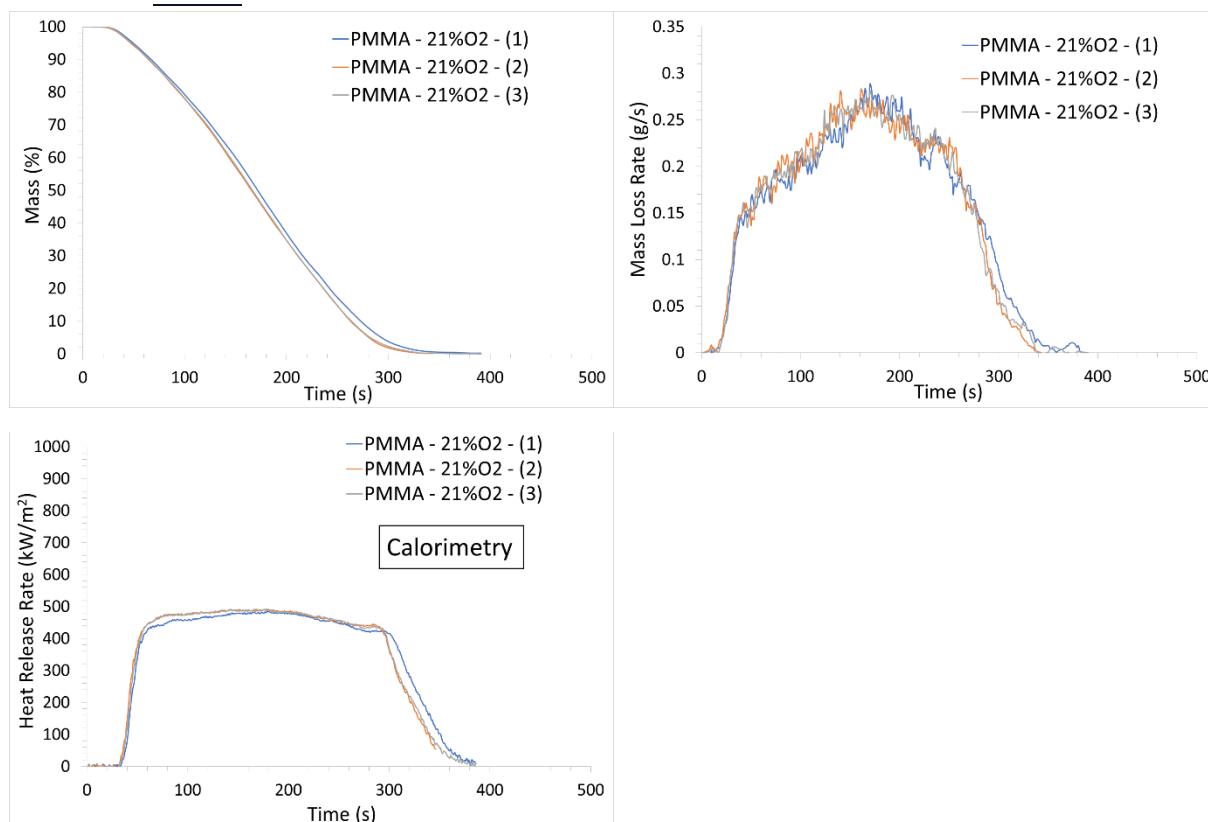 PMMA - 21%O2 - (1)
PMMA - 21%O2 - (2)
PMMA - 21%O2 - (3)
100
90
80
70
60
50
40
30
20
10
0
Mass (%)
0 100 200 300 400 500
Time (s)
PMMA - 21%O2 - (1)
PMMA - 21%O2 - (2)
PMMA - 21%O2 - (3)
0.35
0.3
0.25
0.2
0.15
0.1
0.05
0
Mass Loss Rate (g/s)
0 100 200 300 400 500
Time (s)
PMMA - 21%O2 - (1)
PMMA - 21%O2 - (2)
PMMA - 21%O2 - (3)
Calorimetry
1000
900
800
700
600
500
400
300
200
100
0
Heat Release Rate (kW/m²)
0 100 200 300 400 500
Time (s)